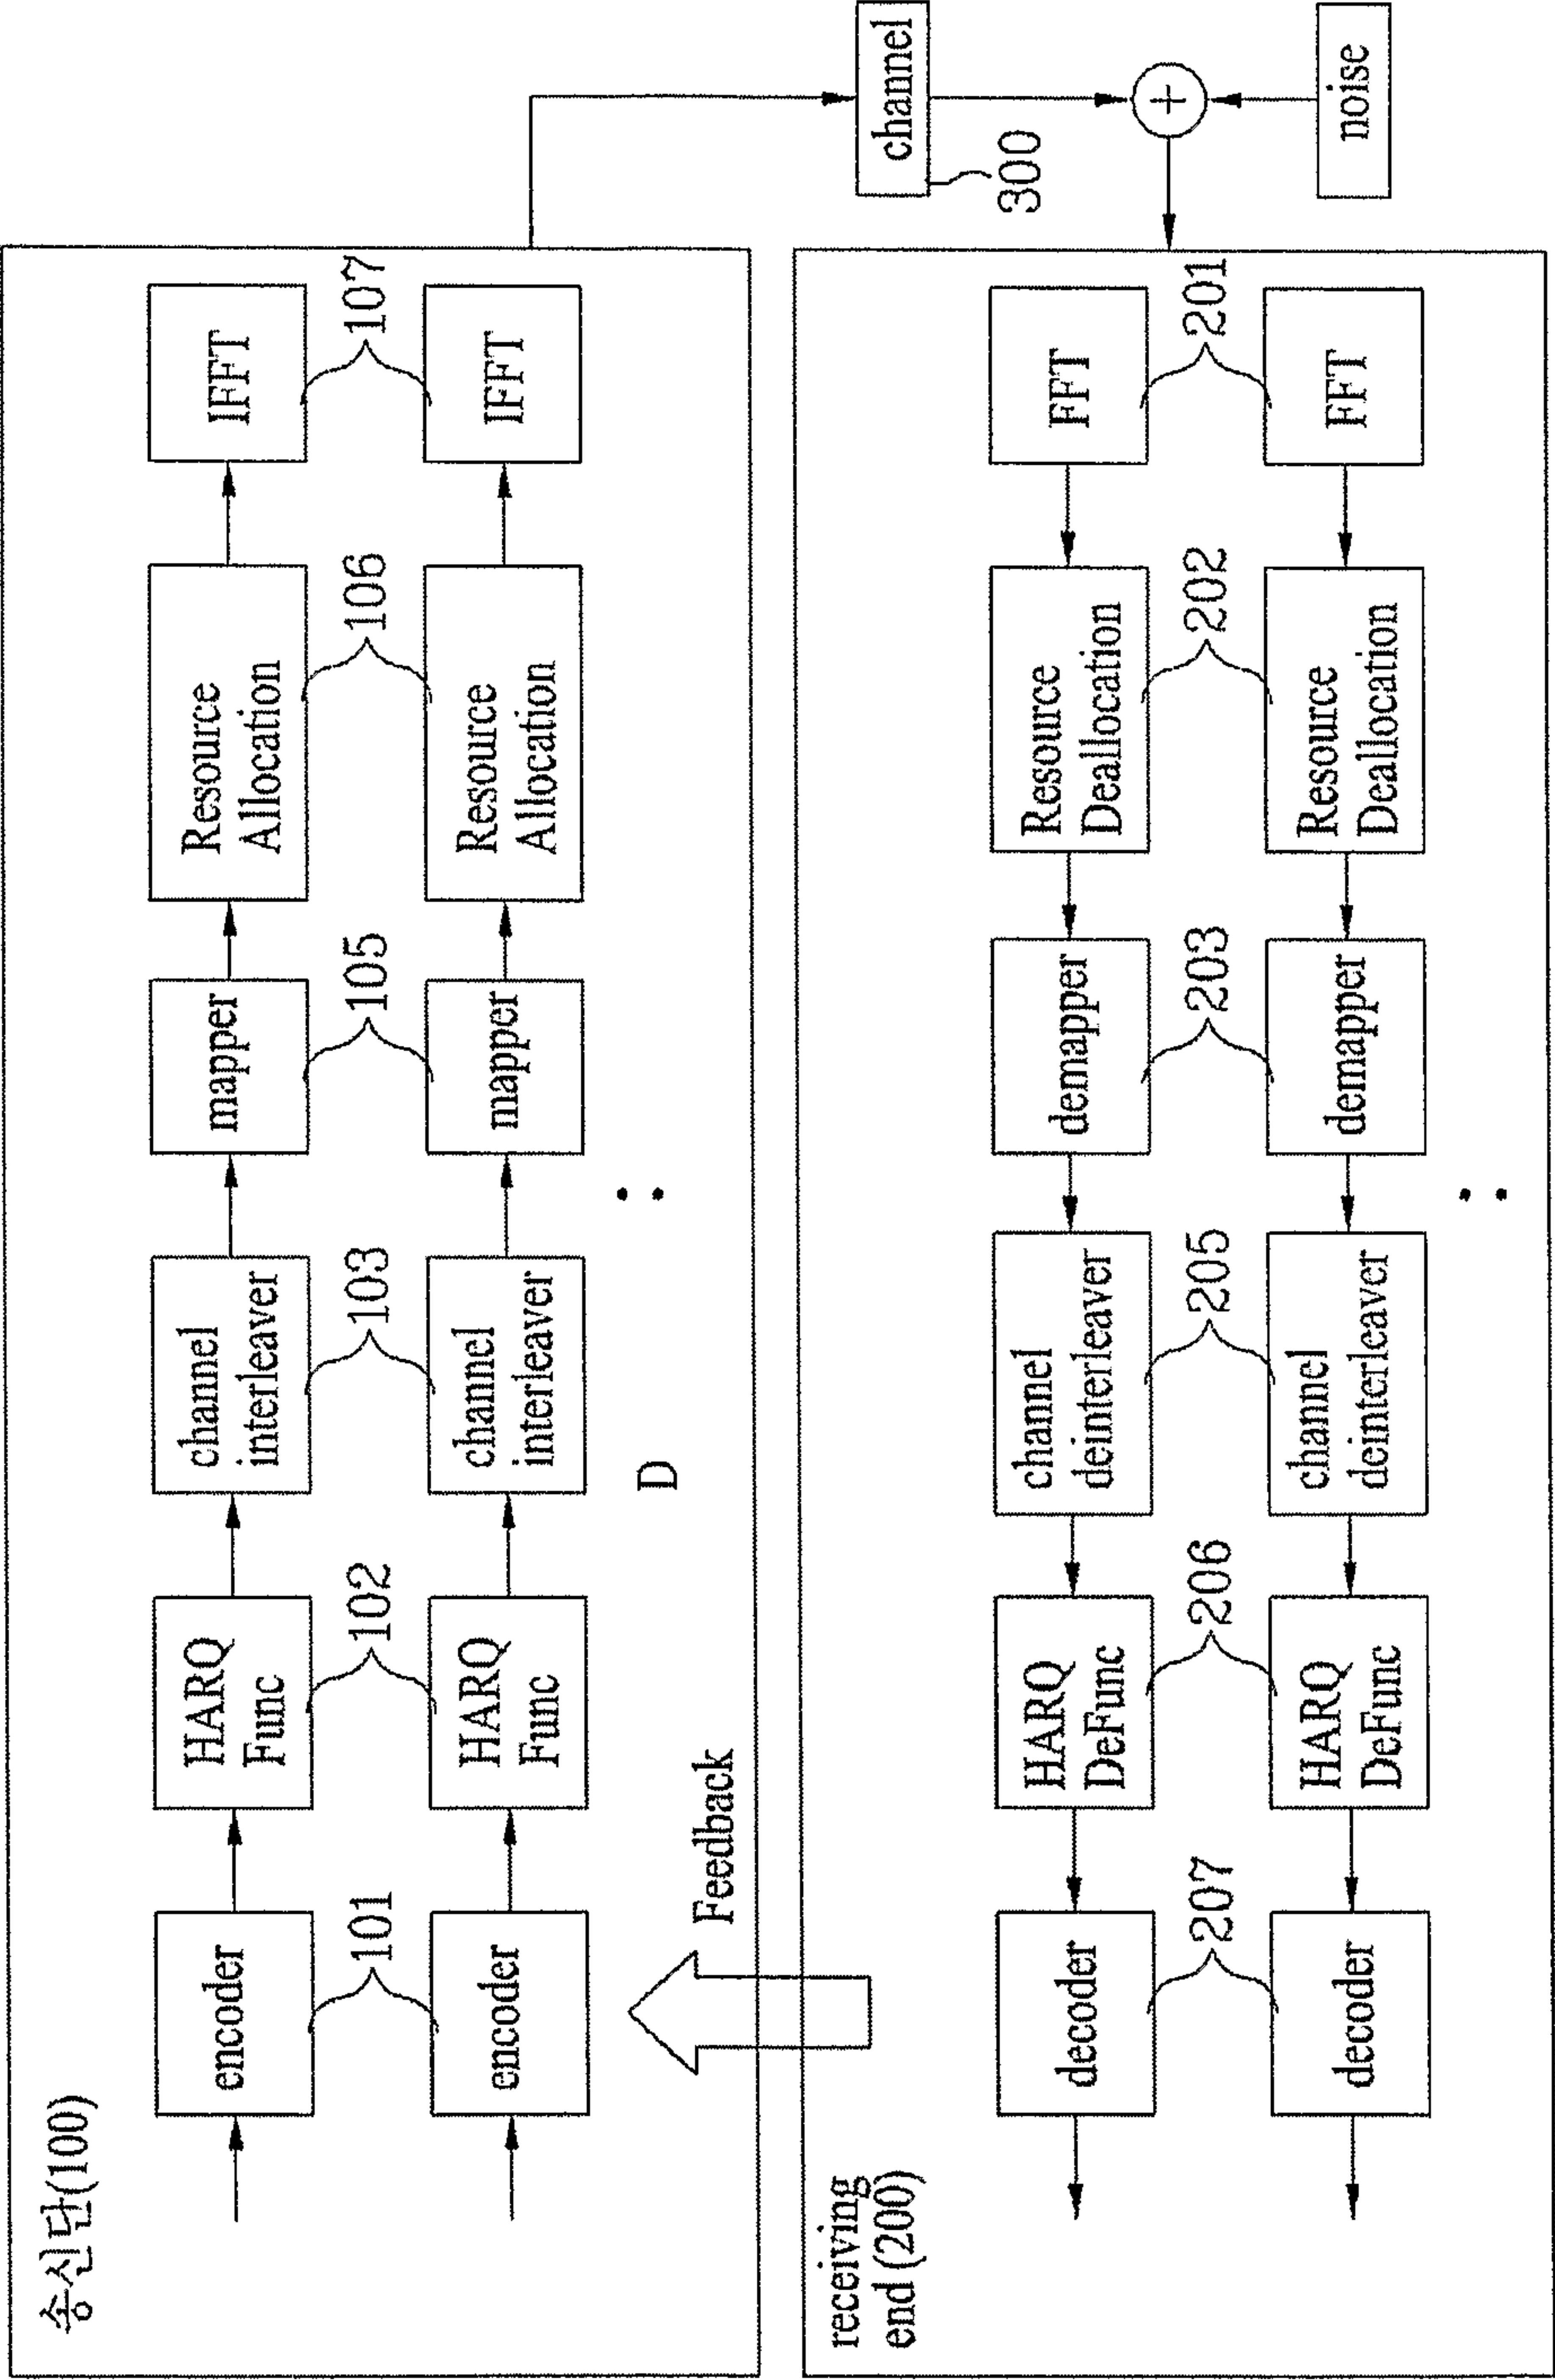 송신단(100)
encoder
HARQ
Func
channel
interleaver
mapper
Resource
Allocation
IFFT
101
102
103
105
106
107
encoder
HARQ
Func
channel
interleaver
mapper
Resource
Allocation
IFFT
D
:
Feedback
channel
300
+
noise
receiving
end (200)
decoder
HARQ
DeFunc
channel
deinterleaver
demapper
Resource
Deallocation
FFT
207
206
205
203
202
201
decoder
HARQ
DeFunc
channel
deinterleaver
demapper
Resource
Deallocation
FFT
: